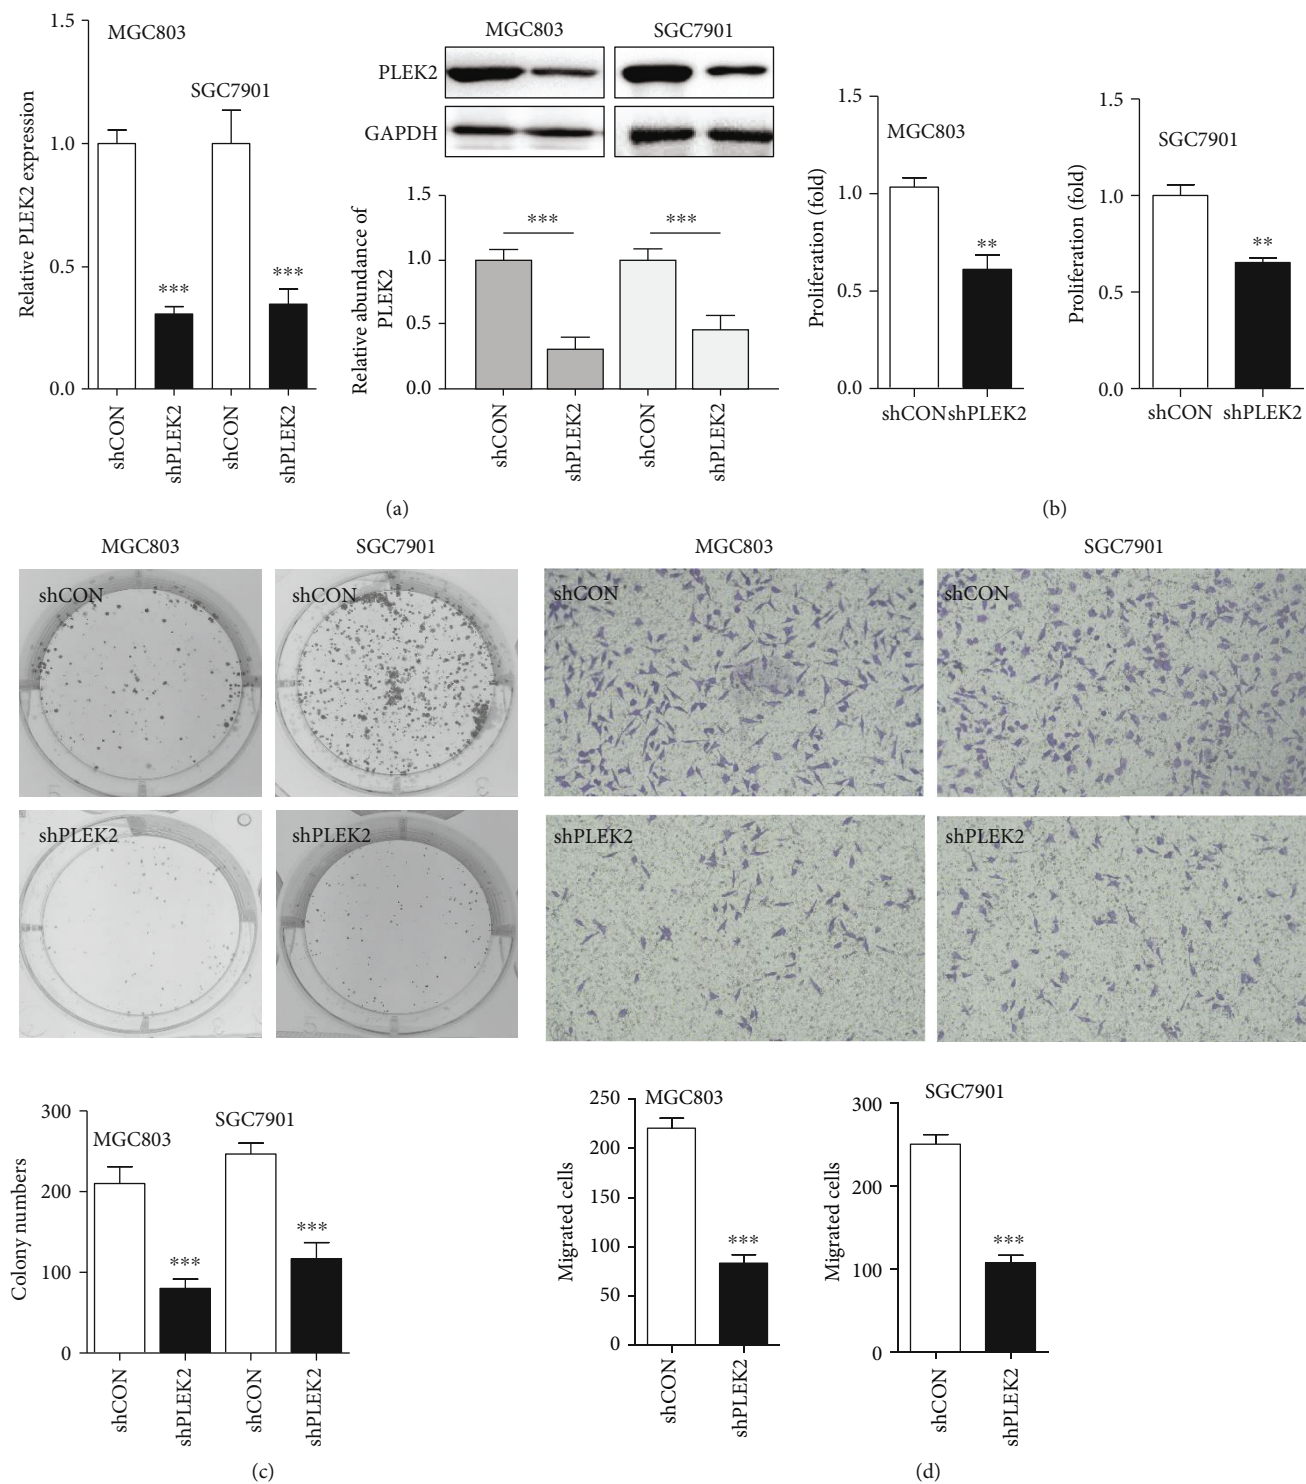 MGC803
SGC7901
Relative PLEK2 expression
1.5
1.0
0.5
0.0
***
***
shCON
shPLEK2
shCON
shPLEK2
MGC803
SGC7901
PLEK2
GAPDH
Relative abundance of
PLEK2
1.5
1.0
0.5
0.0
***
***
shCON
shPLEK2
shCON
shPLEK2
(a)
MGC803
Proliferation (fold)
1.5
1.0
0.5
0.0
**
shCON shPLEK2
SGC7901
Proliferation (fold)
1.5
1.0
0.5
0.0
**
shCON shPLEK2
(b)
MGC803
SGC7901
shCON
shCON
shPLEK2
shPLEK2
Colony numbers
300
200
100
0
MGC803
SGC7901
***
***
shCON
shPLEK2
shCON
shPLEK2
(c)
MGC803
SGC7901
shCON
shCON
shPLEK2
shPLEK2
MGC803
Migrated cells
250
200
150
100
50
0
***
shCON
shPLEK2
SGC7901
Migrated cells
300
200
100
0
***
shCON
shPLEK2
(d)